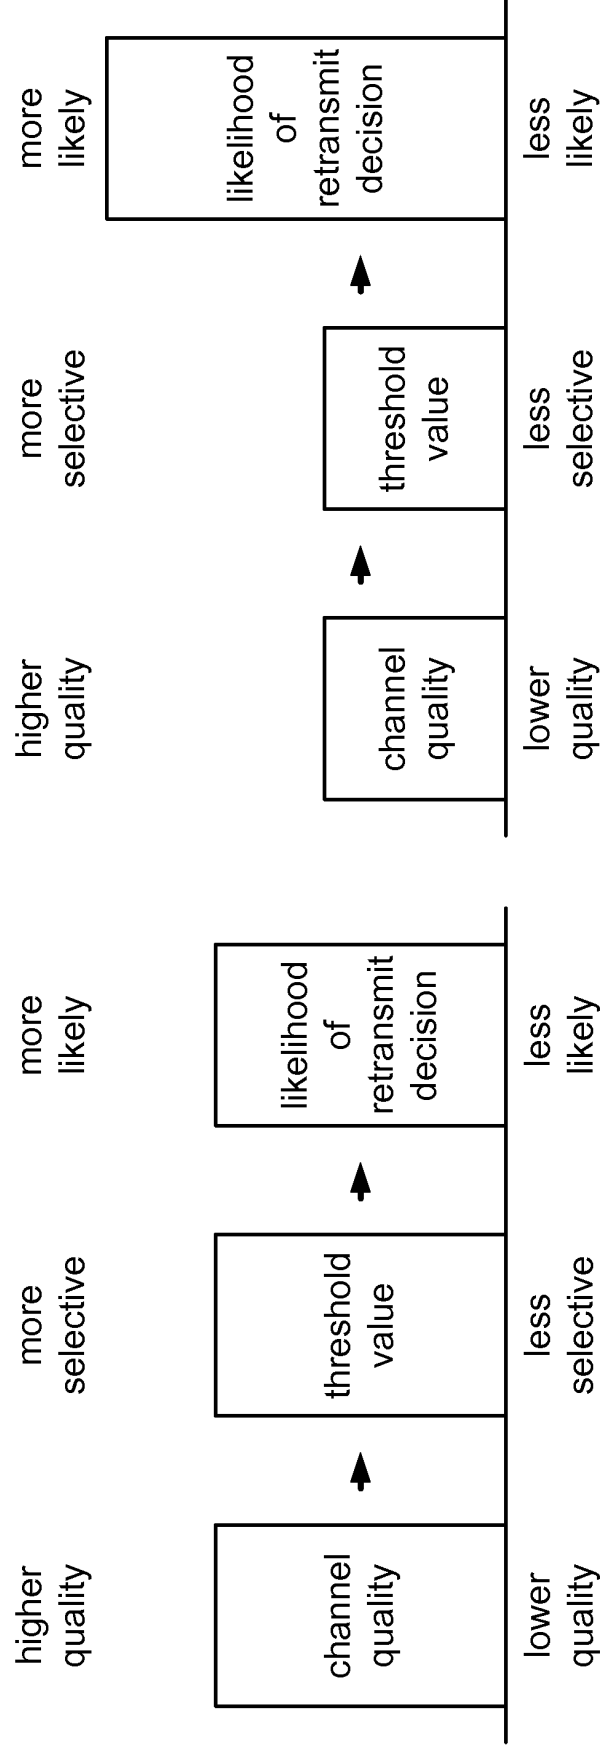 higher
quality
more
selective
more
likely
channel
quality
threshold
value
likelihood
of
retransmit
decision
lower
quality
less
selective
less
likely
higher
quality
more
selective
more
likely
channel
quality
threshold
value
likelihood
of
retransmit
decision
lower
quality
less
selective
less
likely